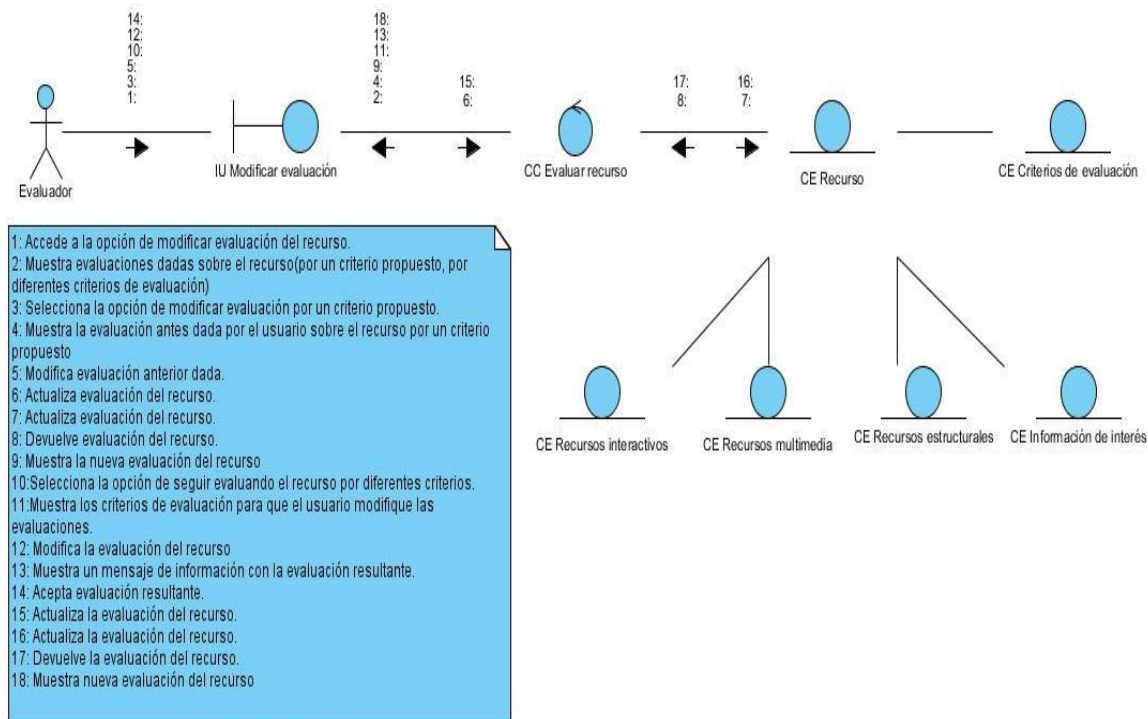 14:
12:
10:
5:
3:
1:
18:
13:
11:
9:
4:
2:
15:
6:
17:
8:
16:
7:
Evaluador
IU Modificar evaluación
CC Evaluar recurso
CE Recurso
CE Criterios de evaluación
1: Accede a la opción de modificar evaluación del recurso.
2: Muestra evaluaciones dadas sobre el recurso(por un criterio propuesto, por
diferentes criterios de evaluación)
3: Selecciona la opción de modificar evaluación por un criterio propuesto.
4: Muestra la evaluación antes dada por el usuario sobre el recurso por un criterio
propuesto
5: Modifica evaluación anterior dada.
6: Actualiza evaluación del recurso.
7: Actualiza evaluación del recurso.
8: Devuelve evaluación del recurso.
9: Muestra la nueva evaluación del recurso
10:Selecciona la opción de seguir evaluando el recurso por diferentes criterios.
11:Muestra los criterios de evaluación para que el usuario modifique las
evaluaciones.
12: Modifica la evaluación del recurso
13: Muestra un mensaje de información con la evaluación resultante.
14: Acepta evaluación resultante.
15: Actualiza la evaluación del recurso.
16: Actualiza la evaluación del recurso.
17: Devuelve la evaluación del recurso.
18: Muestra nueva evaluación del recurso
CE Recursos interactivos
CE Recursos multimedia
CE Recursos estructurales
CE Información de interés